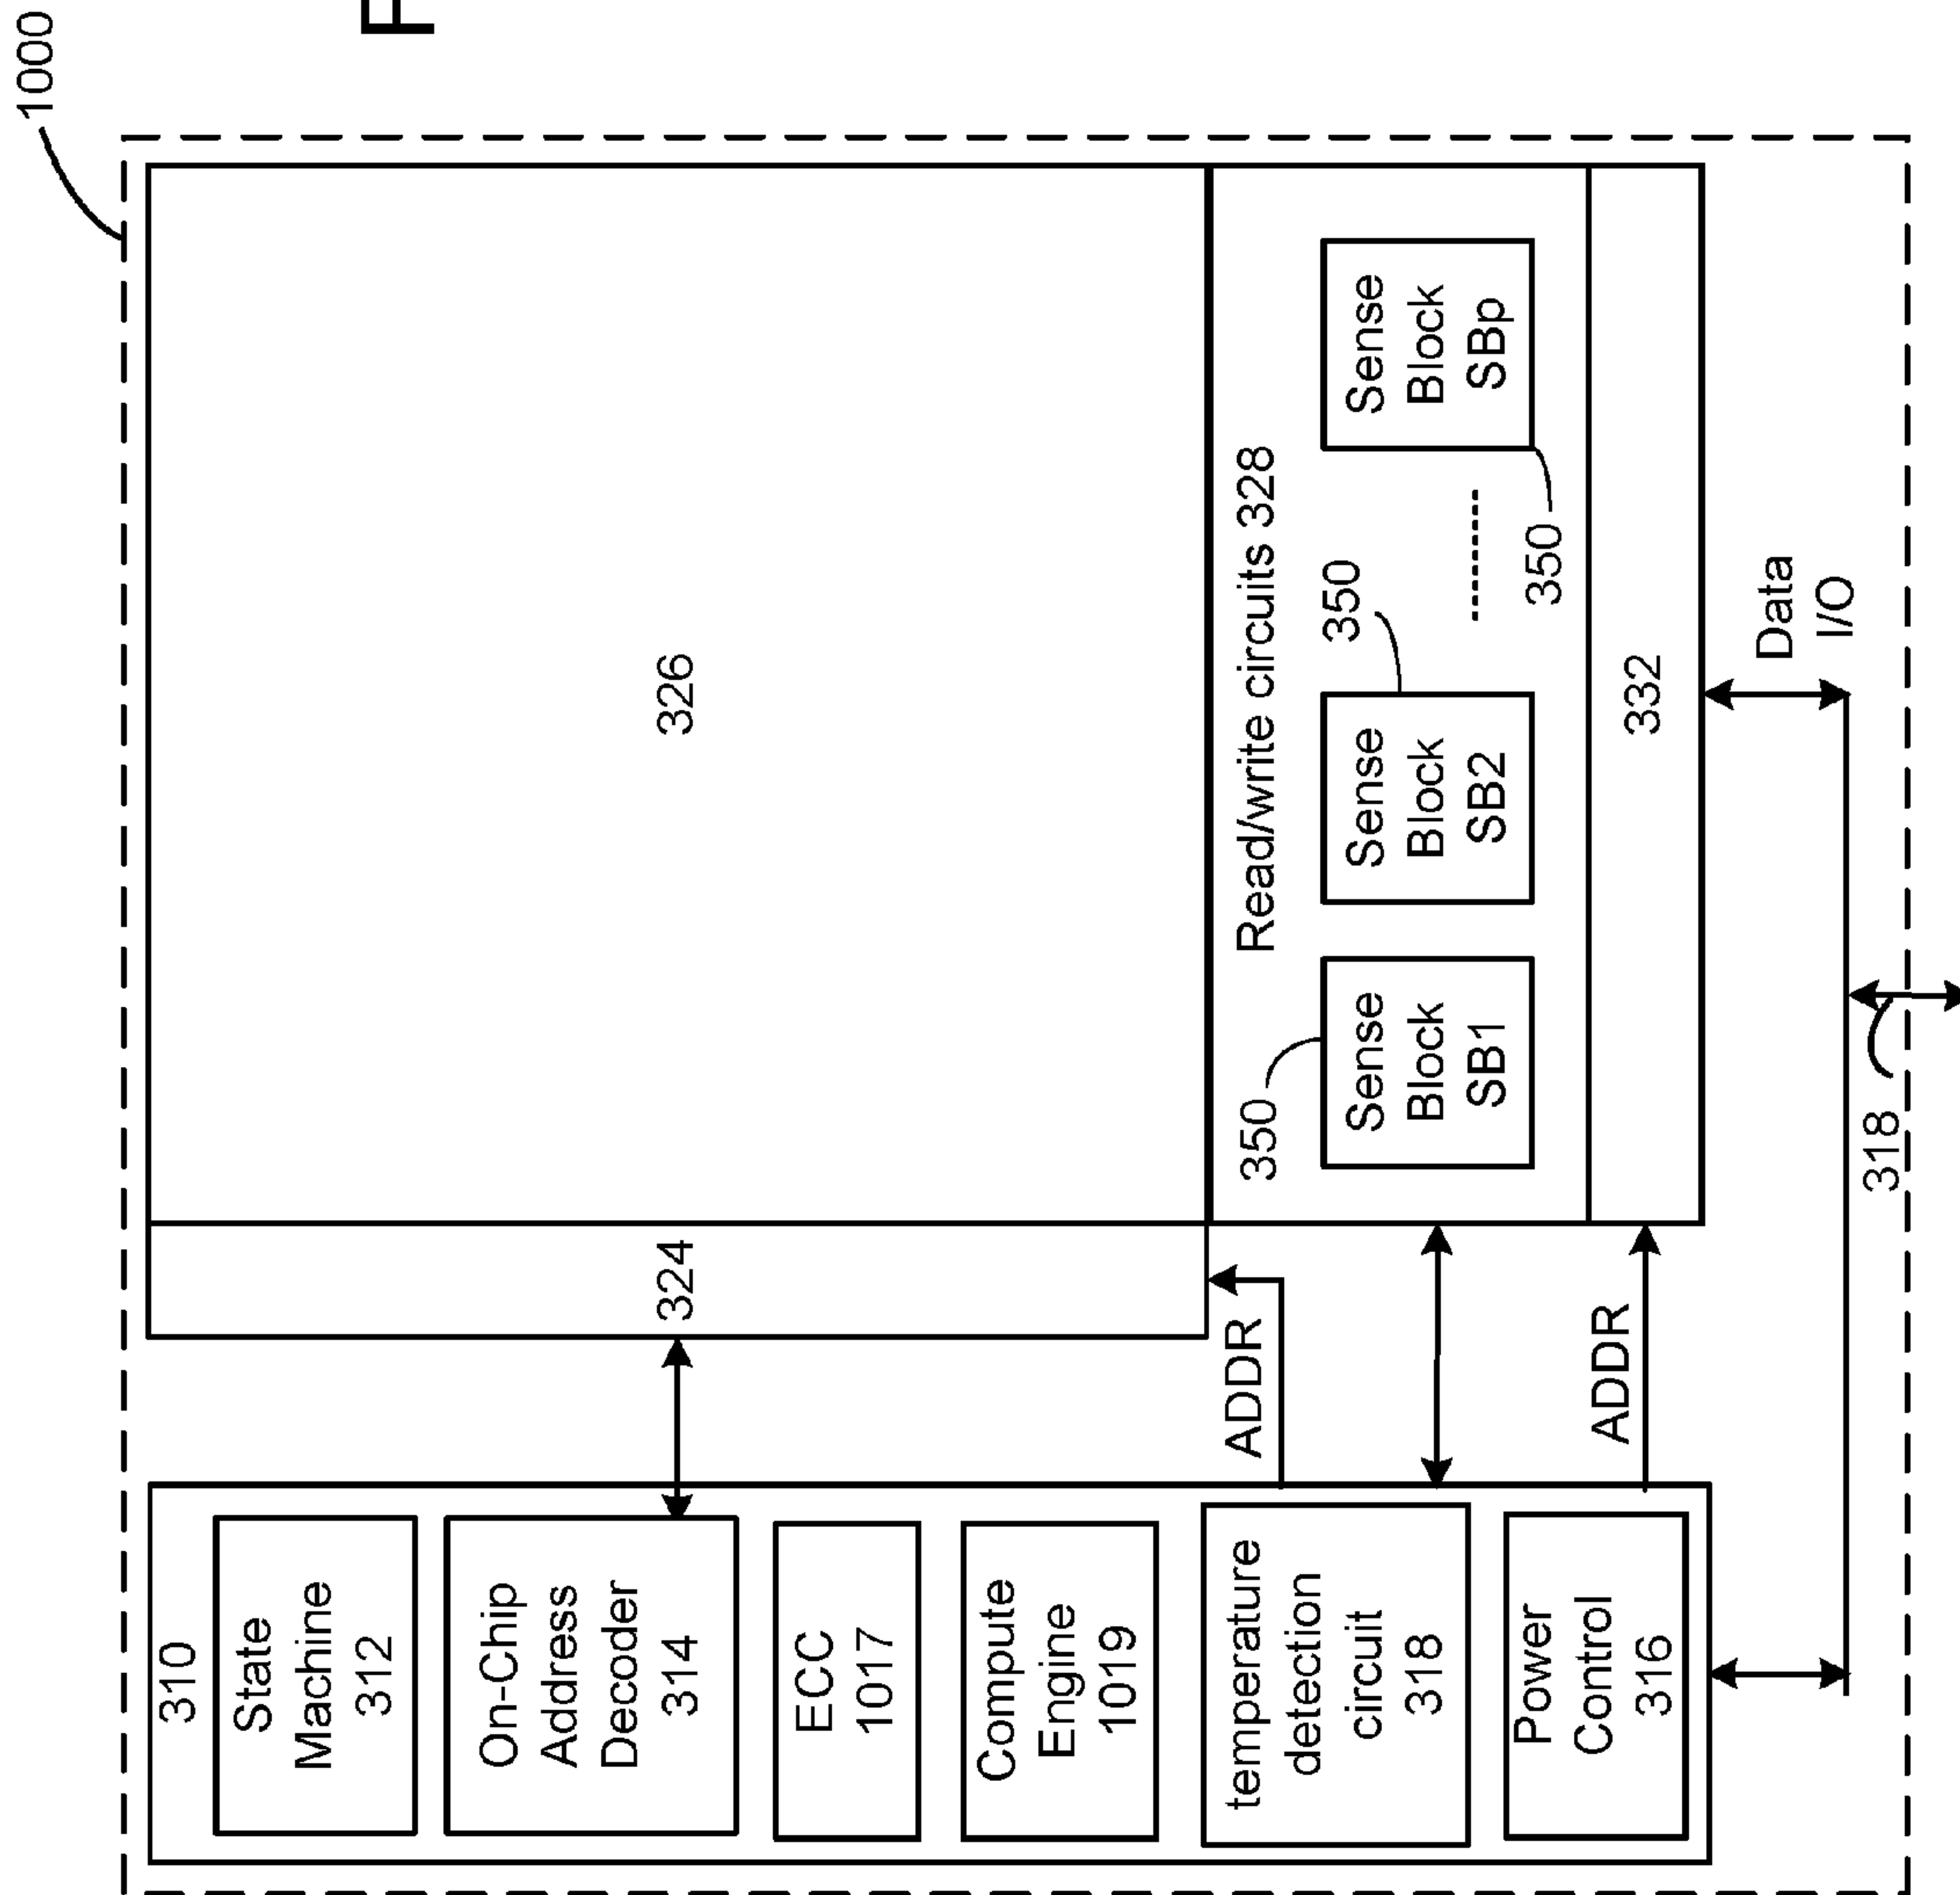 1000
F
310
State
Machine
312
On-Chip
Address
Decoder
314
ECC
1017
Compute
Engine
1019
temperature
detection
circuit
318
Power
Control
316
324
326
ADDR
ADDR
Read/write circuits 328
350
Sense
Block
SB1
350
Sense
Block
SB2
350
Sense
Block
SBp
332
Data
I/O
318